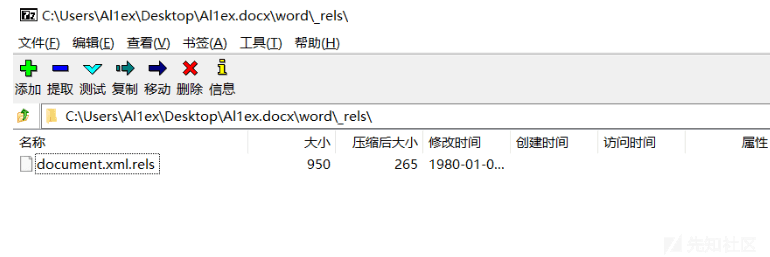 C:\Users\Al1ex\Desktop\Al1ex.docx\word\_rels\
文件(F) 编辑(E) 查看(V) 书签(A) 工具(T) 帮助(H)
添加 提取 测试 复制 移动 删除 信息
C:\Users\Al1ex\Desktop\Al1ex.docx\word\_rels\
名称 大小 压缩后大小 修改时间 创建时间 访问时间 属性
document.xml.rels 950 265 1980-01-0...
先知社区